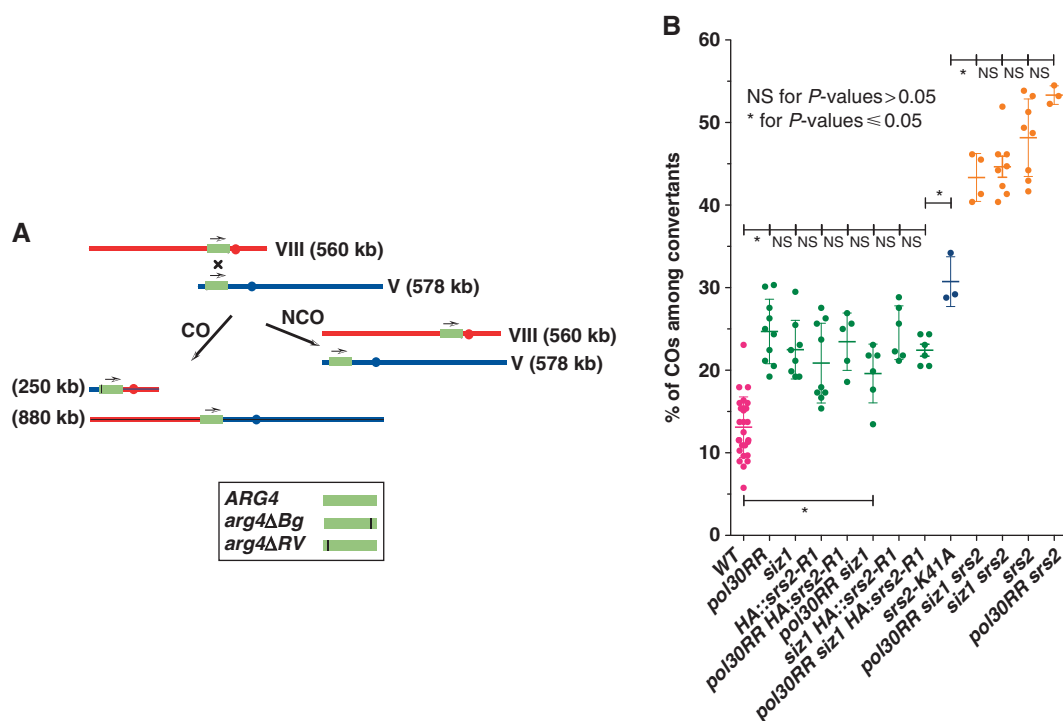 A
VIII (560 kb)
V (578 kb)
CO
NCO
VIII (560 kb)
V (578 kb)
(250 kb)
(880 kb)
ARG4
arg4ΔBg
arg4ΔRV
B
% of COs among convertants
60
50
40
30
20
10
0
NS for P-values > 0.05
* for P-values ≤ 0.05
* NS NS NS
*
* NS NS NS NS NS NS
*
WT
pol30RR
siz1
HA::srs2-R1
pol30RR HA:srs2-R1
pol30RR siz1
siz1 HA::srs2-R1
pol30RR siz1 HA:srs2-R1
srs2-K41A
pol30RR siz1 srs2
siz1 srs2
srs2
pol30RR srs2